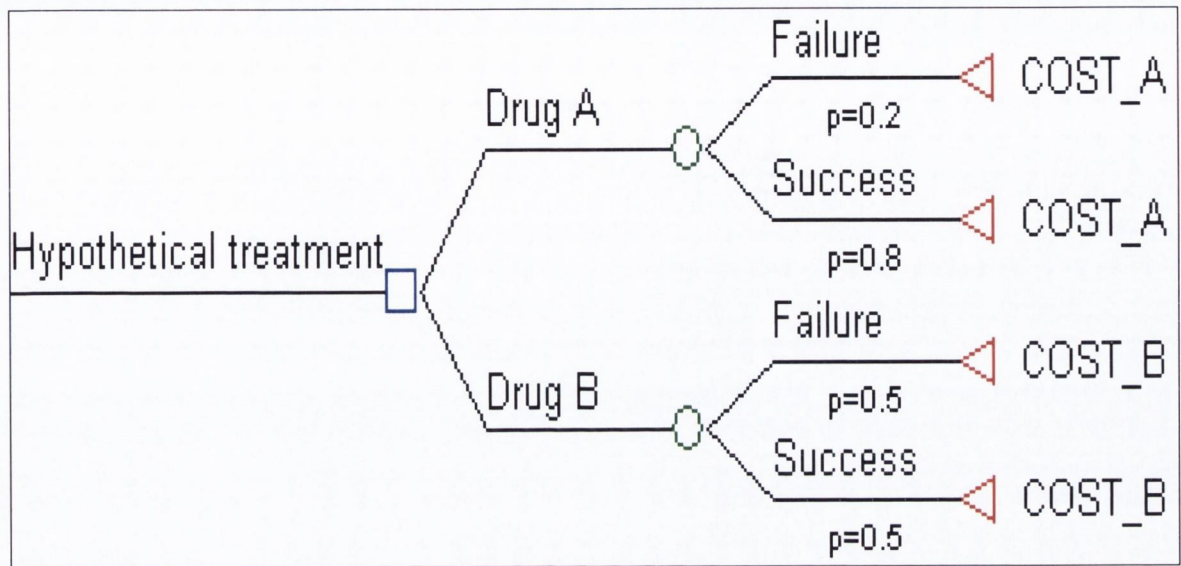 Failure
COST_A
p=0.2
Drug A
Success
COST_A
p=0.8
Hypothetical treatment
Failure
COST_B
p=0.5
Drug B
Success
COST_B
p=0.5